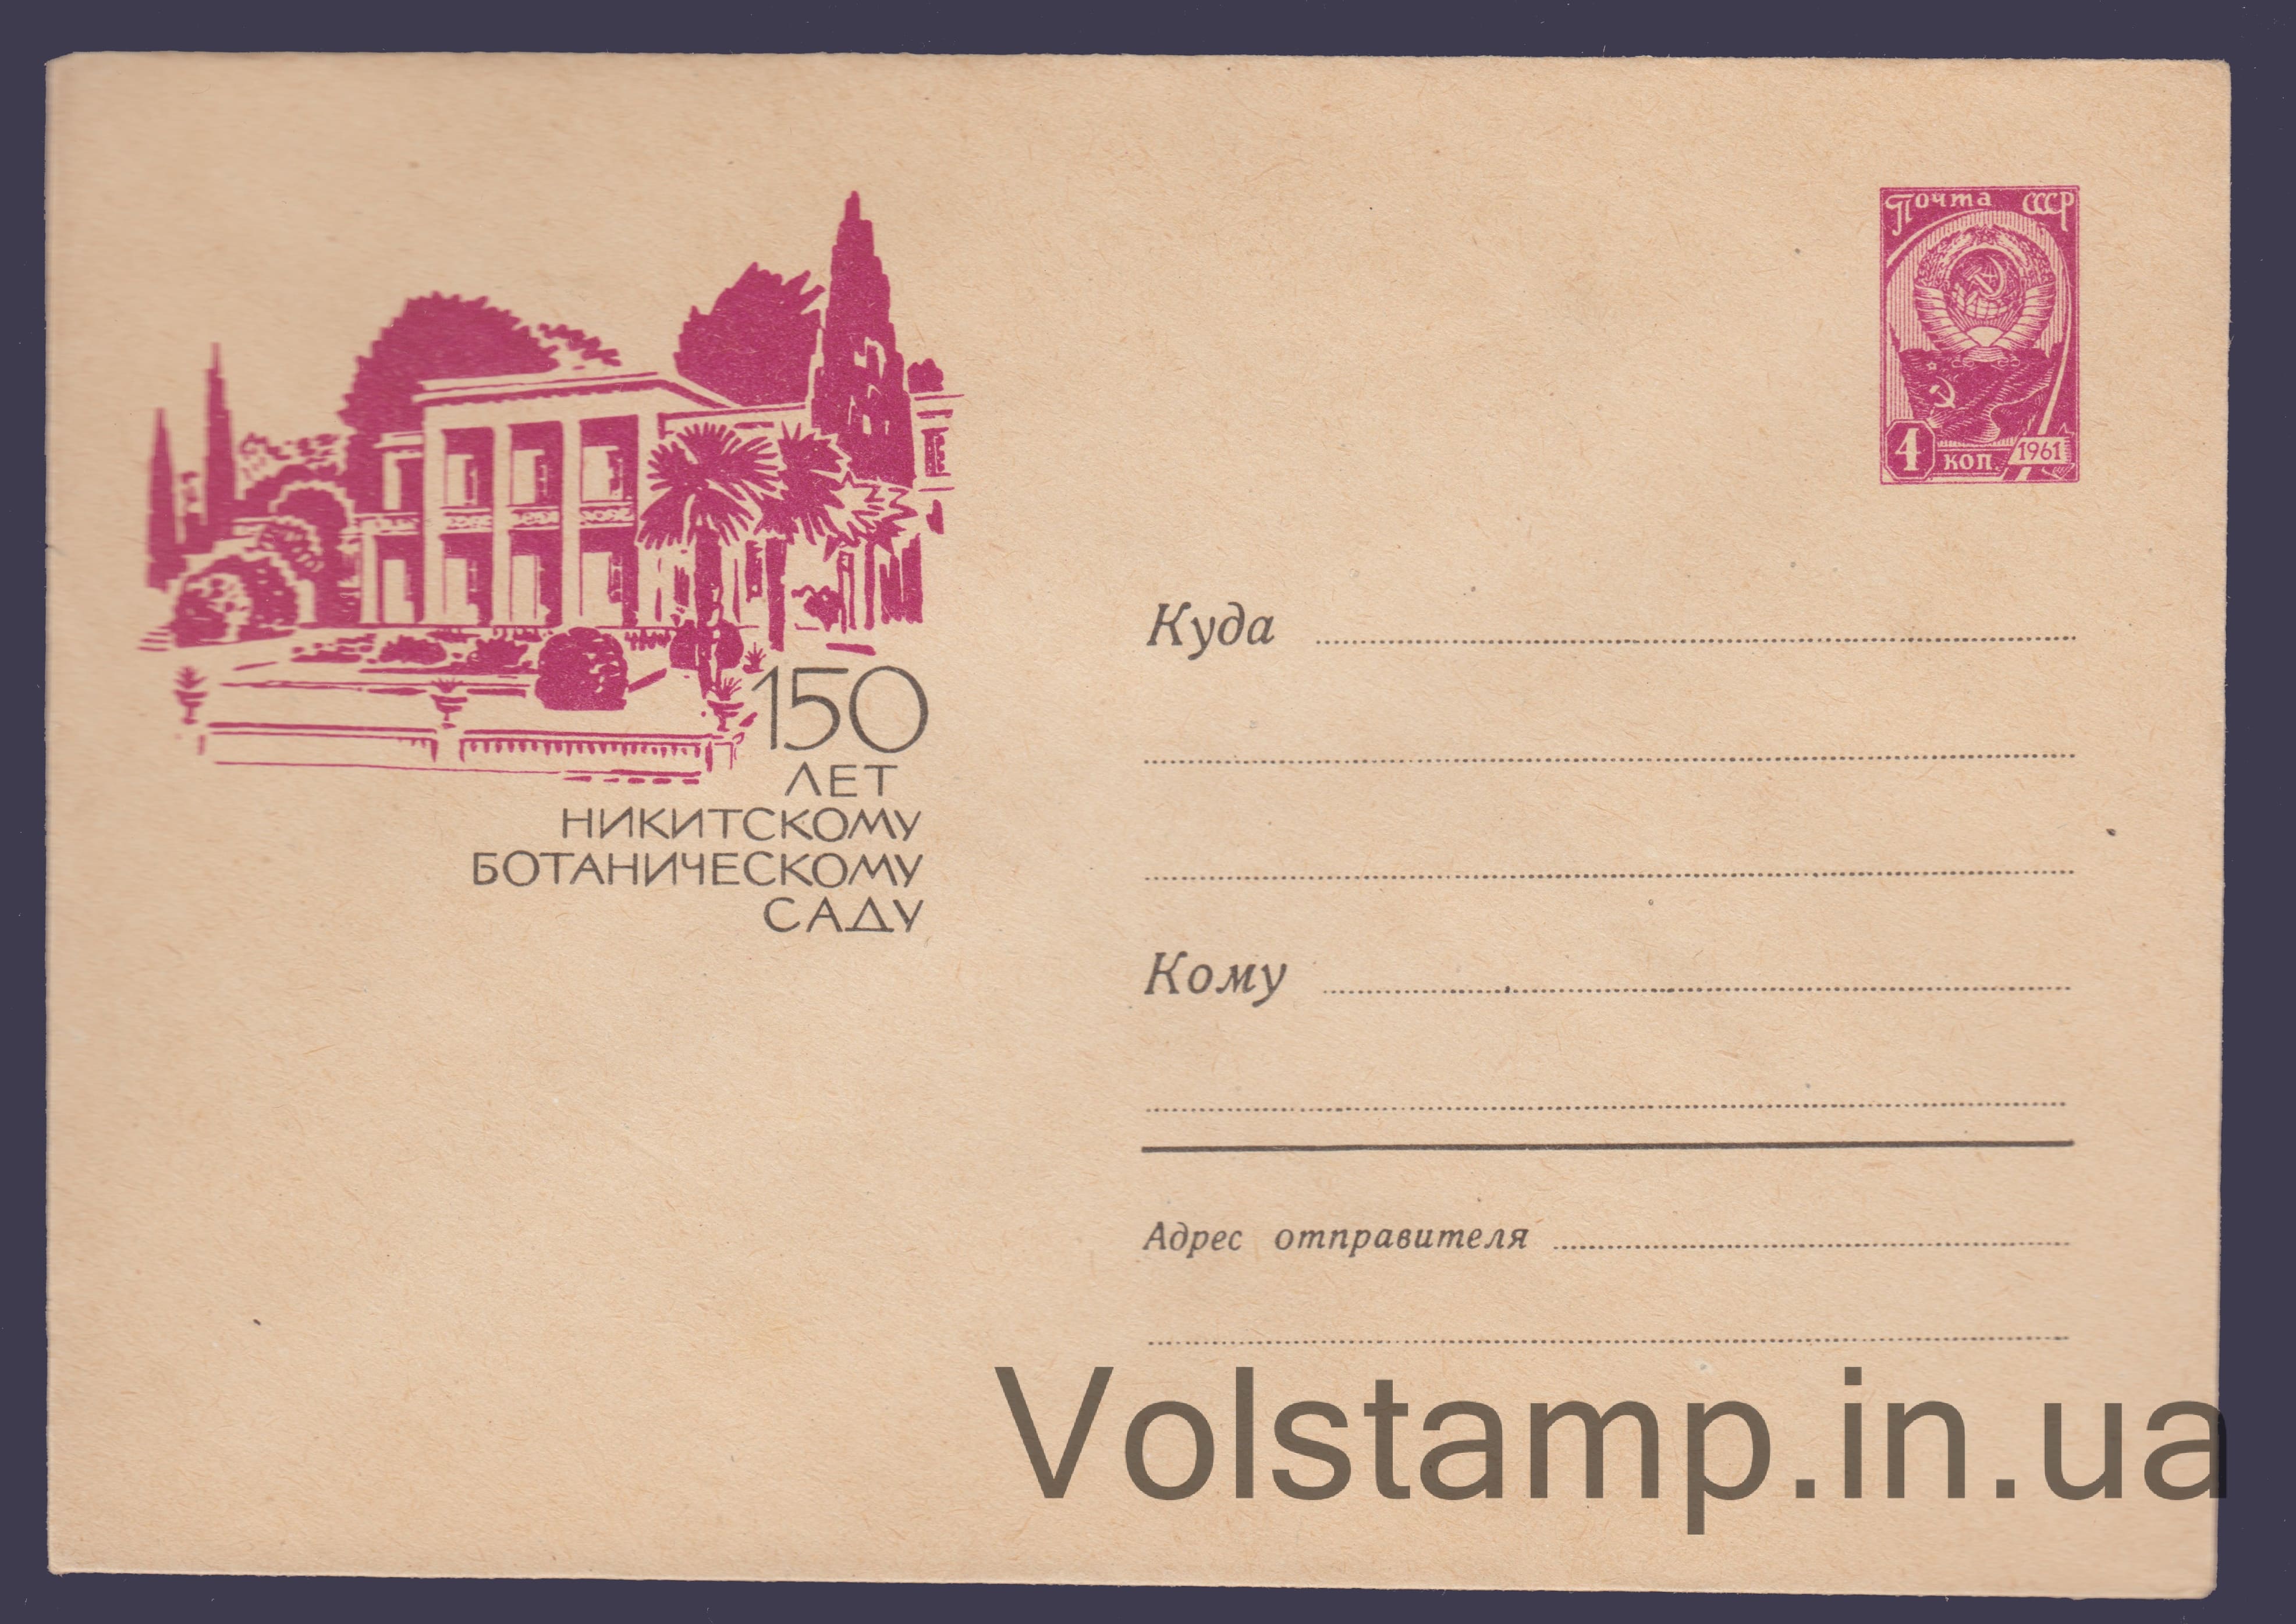 Почта СССР
4 коп. 1961
150
ЛЕТ
НИКИТСКОМУ
БОТАНИЧЕСКОМУ
САДУ
Куда
Кому
Адрес отправителя
Volstamp.in.ua